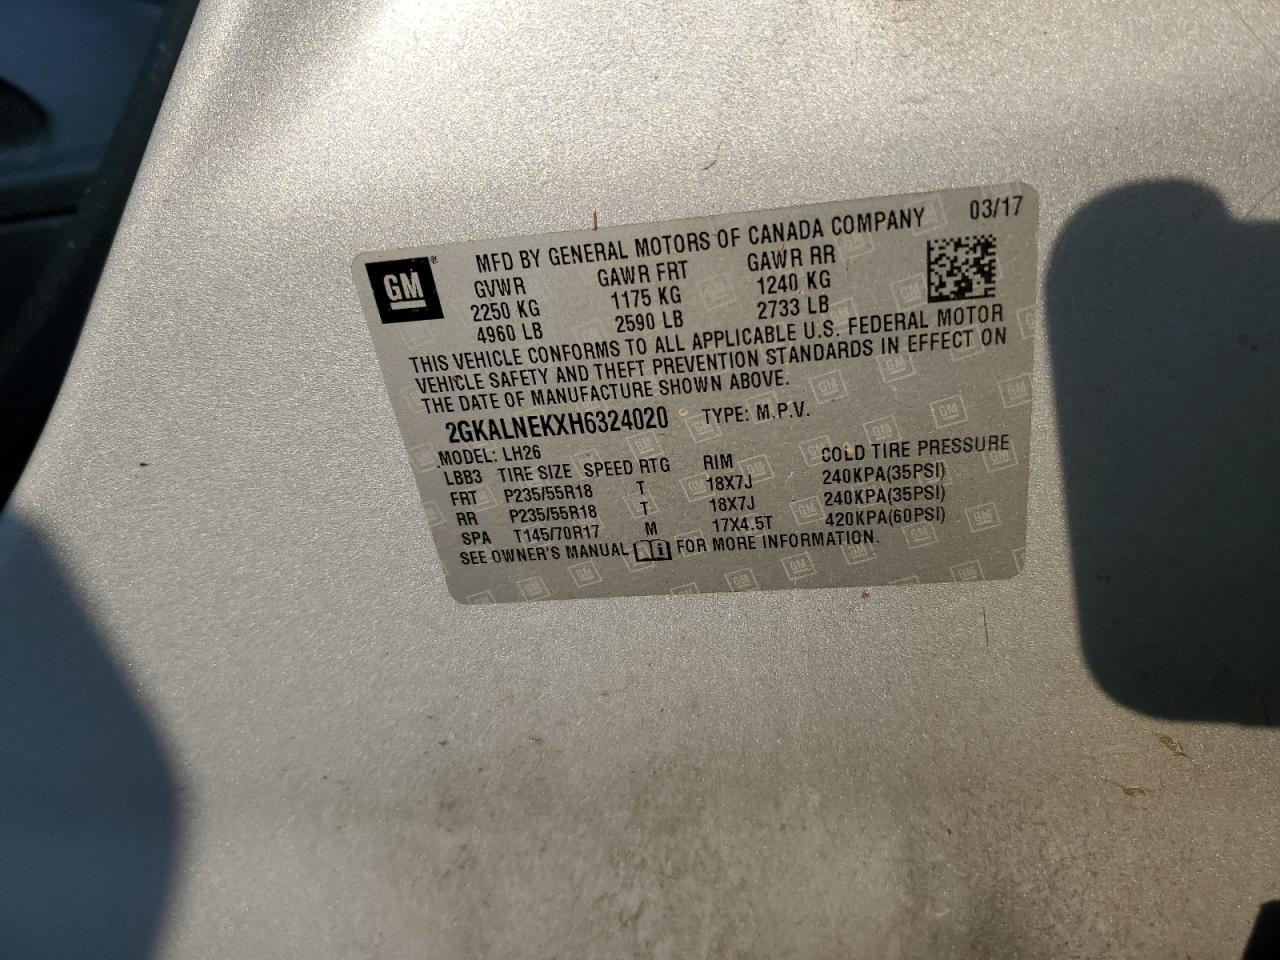 GM®
MFD BY GENERAL MOTORS OF CANADA COMPANY 03/17
GVWR GAWR FRT GAWR RR
2250 KG 1175 KG 1240 KG
4960 LB 2590 LB 2733 LB
THIS VEHICLE CONFORMS TO ALL APPLICABLE U.S. FEDERAL MOTOR
VEHICLE SAFETY AND THEFT PREVENTION STANDARDS IN EFFECT ON
THE DATE OF MANUFACTURE SHOWN ABOVE.
2GKALNEKXH6324020 TYPE: M.P.V.
MODEL: LH26
LBB3 TIRE SIZE SPEED RTG RIM COLD TIRE PRESSURE
FRT P235/55R18 T 18X7J 240KPA(35PSI)
RR P235/55R18 T 18X7J 240KPA(35PSI)
SPA T145/70R17 M 17X4.5T 420KPA(60PSI)
SEE OWNER'S MANUAL FOR MORE INFORMATION.